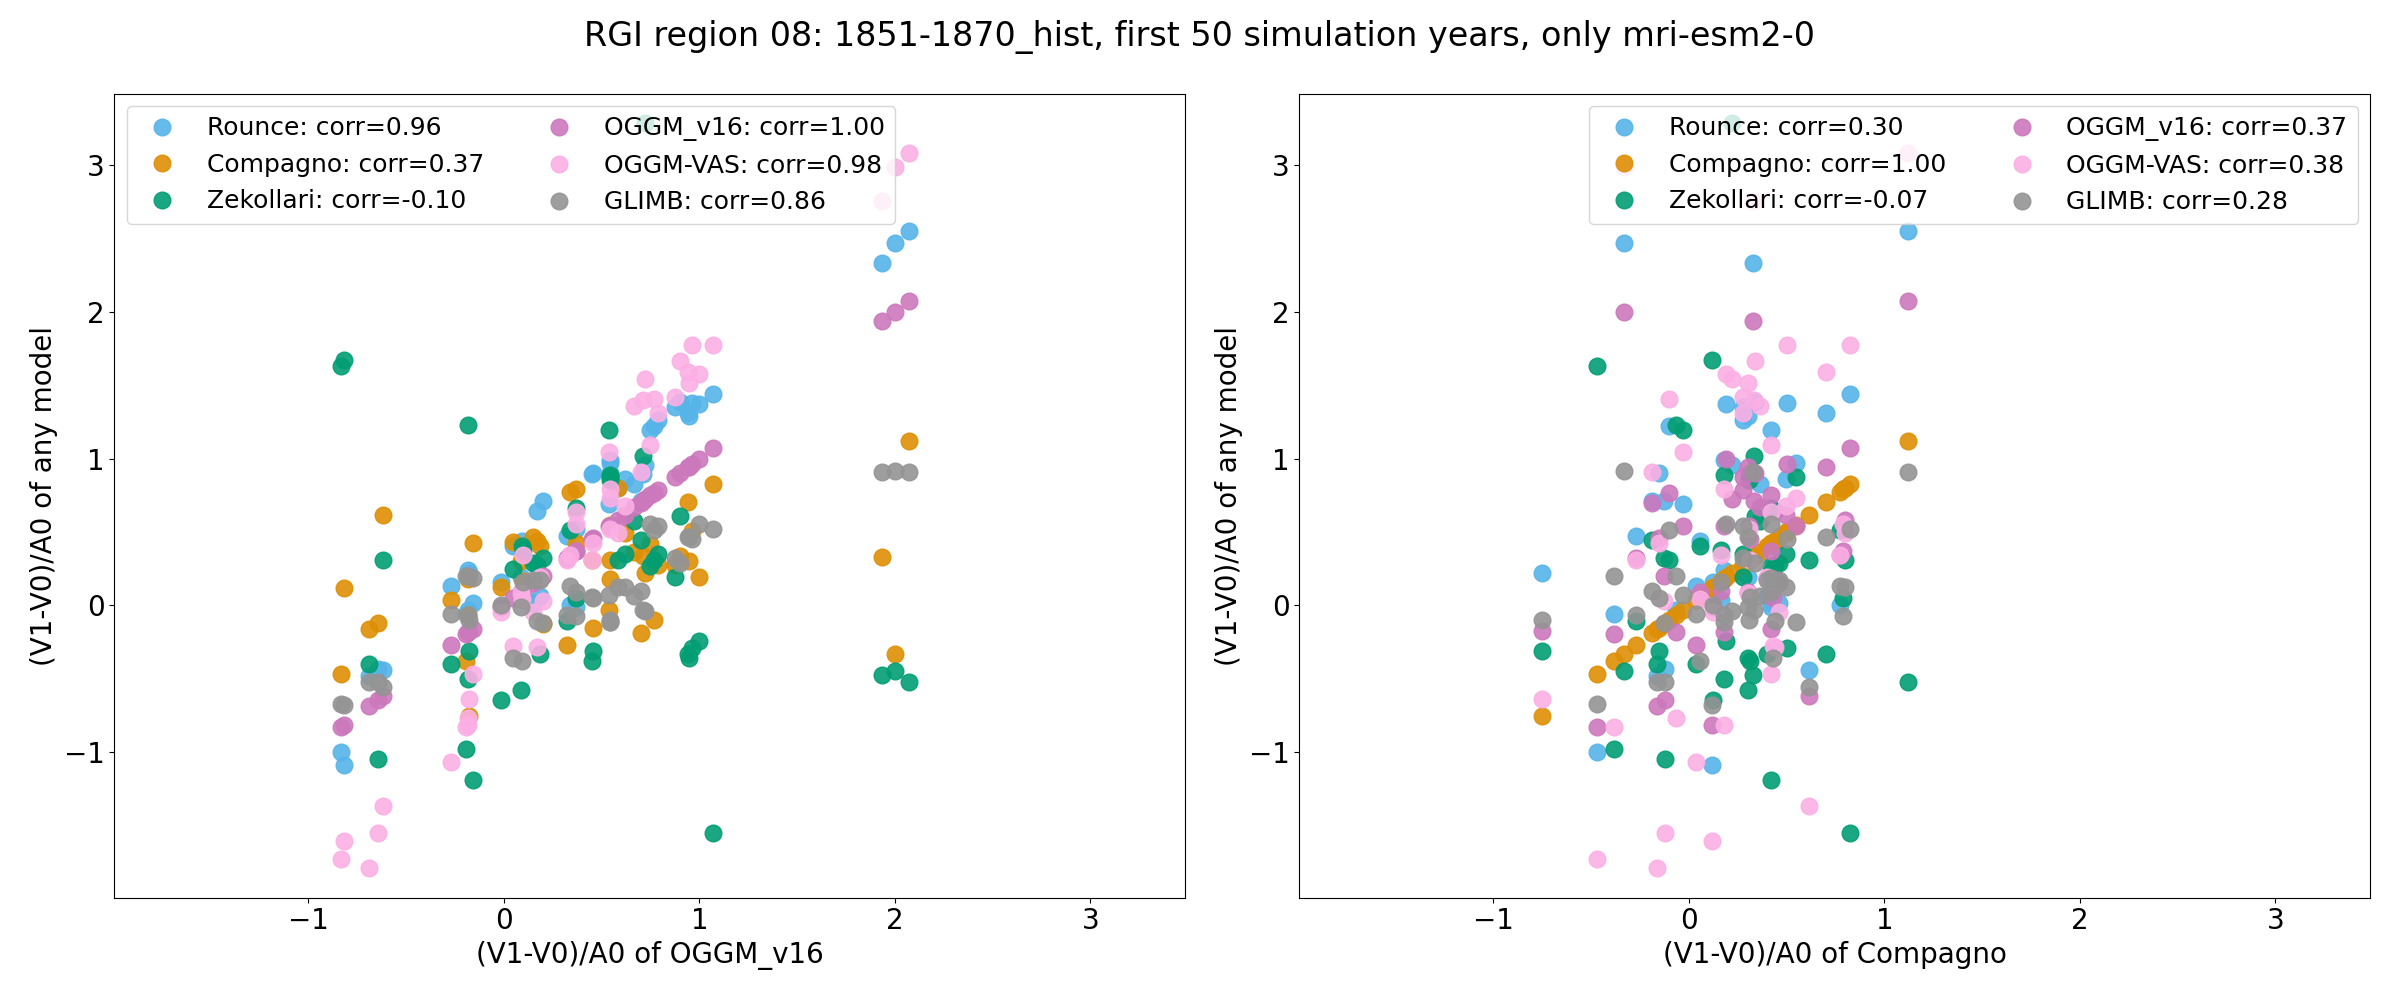 RGI region 08: 1851-1870_hist, first 50 simulation years, only mri-esm2-0
Rounce: corr=0.96
Compagno: corr=0.37
Zekollari: corr=-0.10
OGGM_v16: corr=1.00
OGGM-VAS: corr=0.98
GLIMB: corr=0.86
3
2
1
0
−1
(V1-V0)/A0 of any model
−1 0 1 2 3
(V1-V0)/A0 of OGGM_v16
Rounce: corr=0.30
Compagno: corr=1.00
Zekollari: corr=-0.07
OGGM_v16: corr=0.37
OGGM-VAS: corr=0.38
GLIMB: corr=0.28
3
2
1
0
−1
(V1-V0)/A0 of any model
−1 0 1 2 3
(V1-V0)/A0 of Compagno